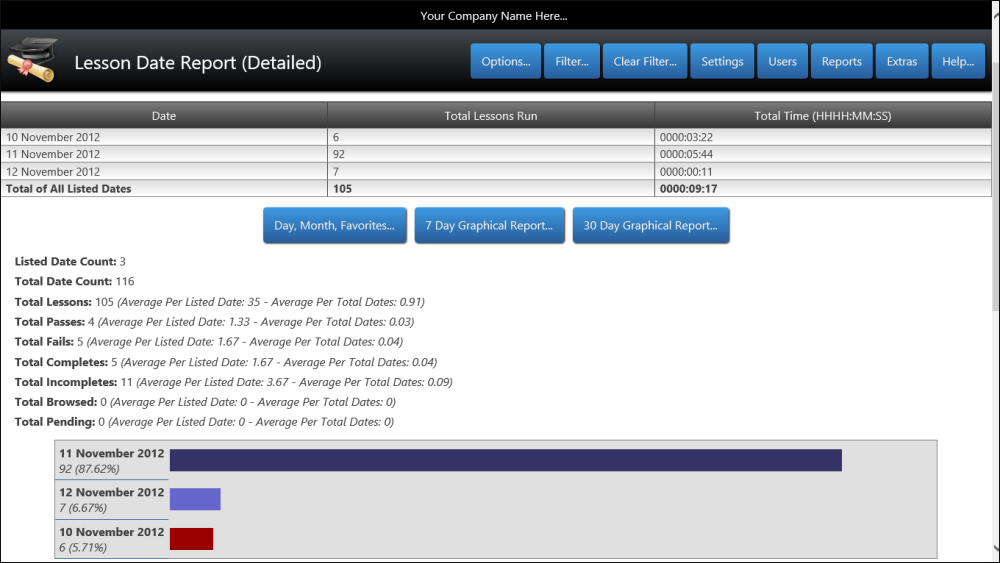 Your Company Name Here...
Lesson Date Report (Detailed)
Options... Filter... Clear Filter... Settings Users Reports Extras Help...
Date Total Lessons Run Total Time (HHHH:MM:SS)
10 November 2012 6 0000:03:22
11 November 2012 92 0000:05:44
12 November 2012 7 0000:00:11
Total of All Listed Dates 105 0000:09:17
Day, Month, Favorites... 7 Day Graphical Report... 30 Day Graphical Report...
Listed Date Count: 3
Total Date Count: 116
Total Lessons: 105 (Average Per Listed Date: 35 - Average Per Total Dates: 0.91)
Total Passes: 4 (Average Per Listed Date: 1.33 - Average Per Total Dates: 0.03)
Total Fails: 5 (Average Per Listed Date: 1.67 - Average Per Total Dates: 0.04)
Total Completes: 5 (Average Per Listed Date: 1.67 - Average Per Total Dates: 0.04)
Total Incompletes: 11 (Average Per Listed Date: 3.67 - Average Per Total Dates: 0.09)
Total Browsed: 0 (Average Per Listed Date: 0 - Average Per Total Dates: 0)
Total Pending: 0 (Average Per Listed Date: 0 - Average Per Total Dates: 0)
11 November 2012
92 (87.62%)
12 November 2012
7 (6.67%)
10 November 2012
6 (5.71%)